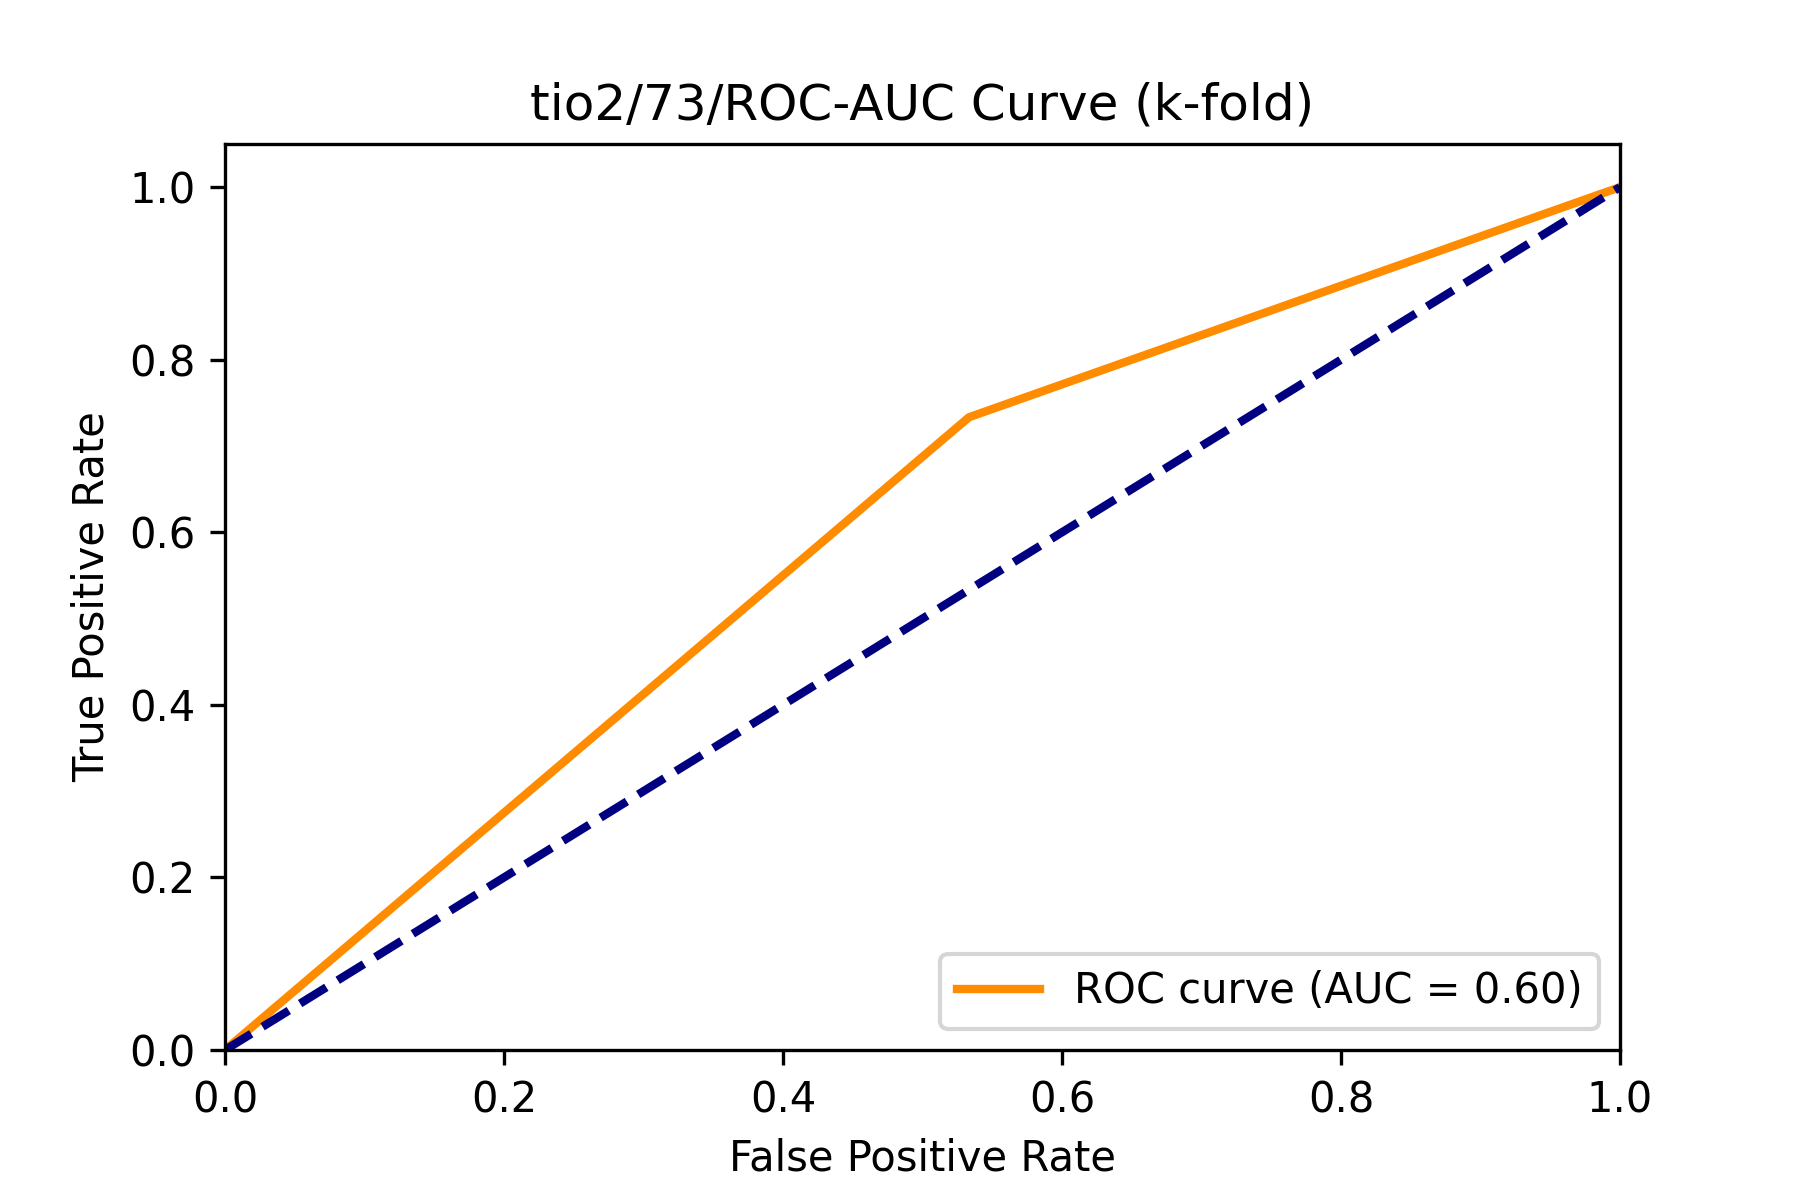 tio2/73/ROC-AUC Curve (k-fold)
True Positive Rate
1.0
0.8
0.6
0.4
0.2
0.0
0.0 0.2 0.4 0.6 0.8 1.0
False Positive Rate
ROC curve (AUC = 0.60)